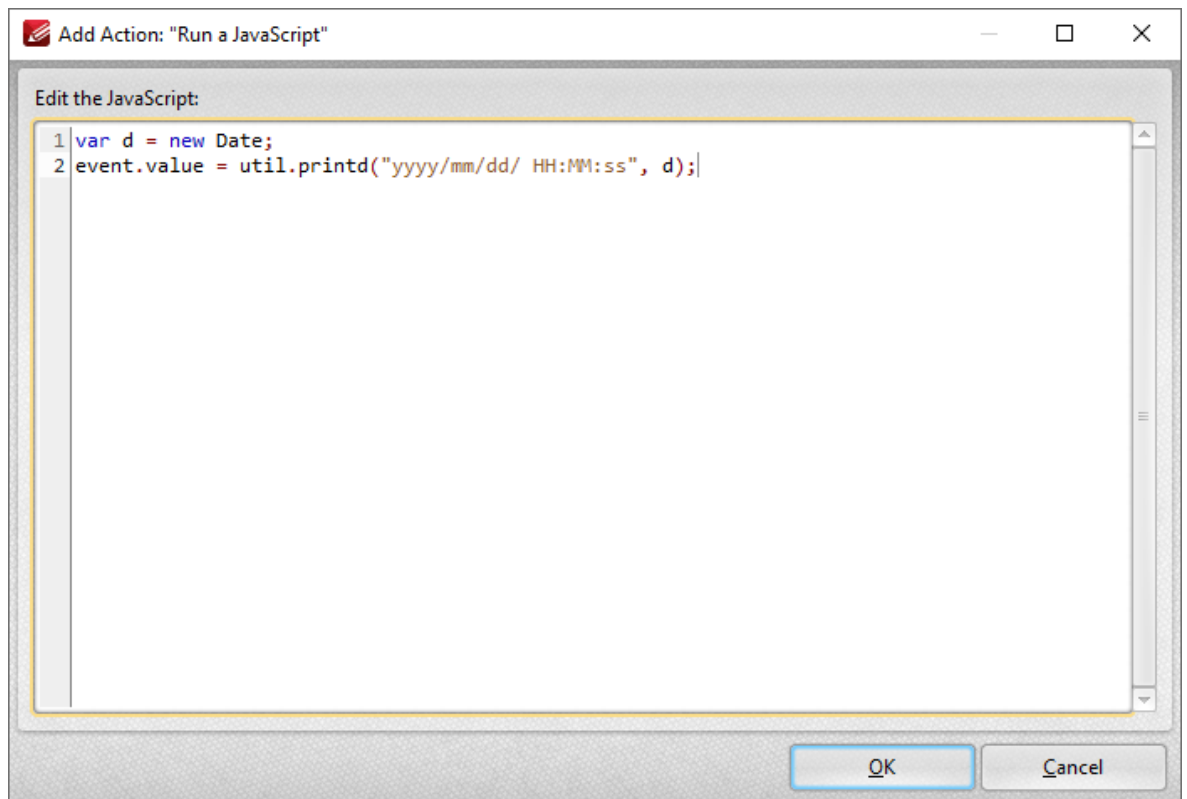 Add Action: "Run a JavaScript"
Edit the JavaScript:
1 var d = new Date;
2 event.value = util.printd("yyyy/mm/dd/ HH:MM:ss", d);
OK Cancel